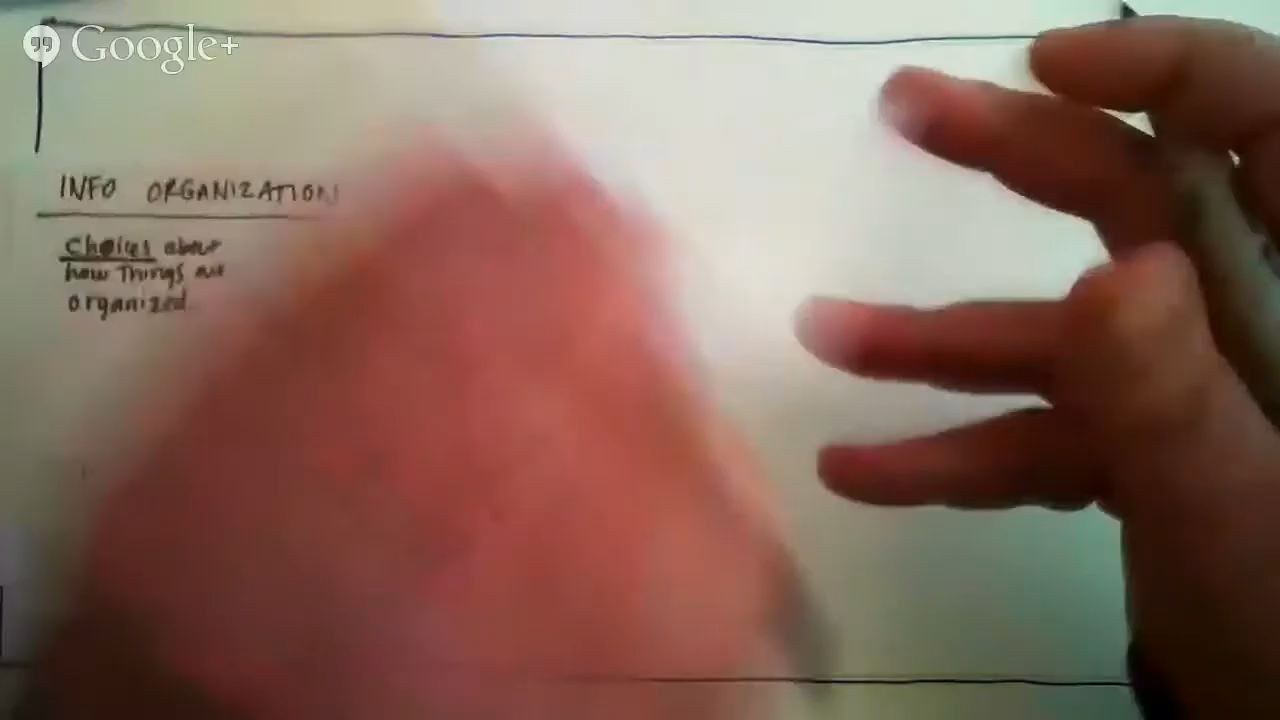 Google+
INFO ORGANIZATION
Choices about
how Things are
organized.